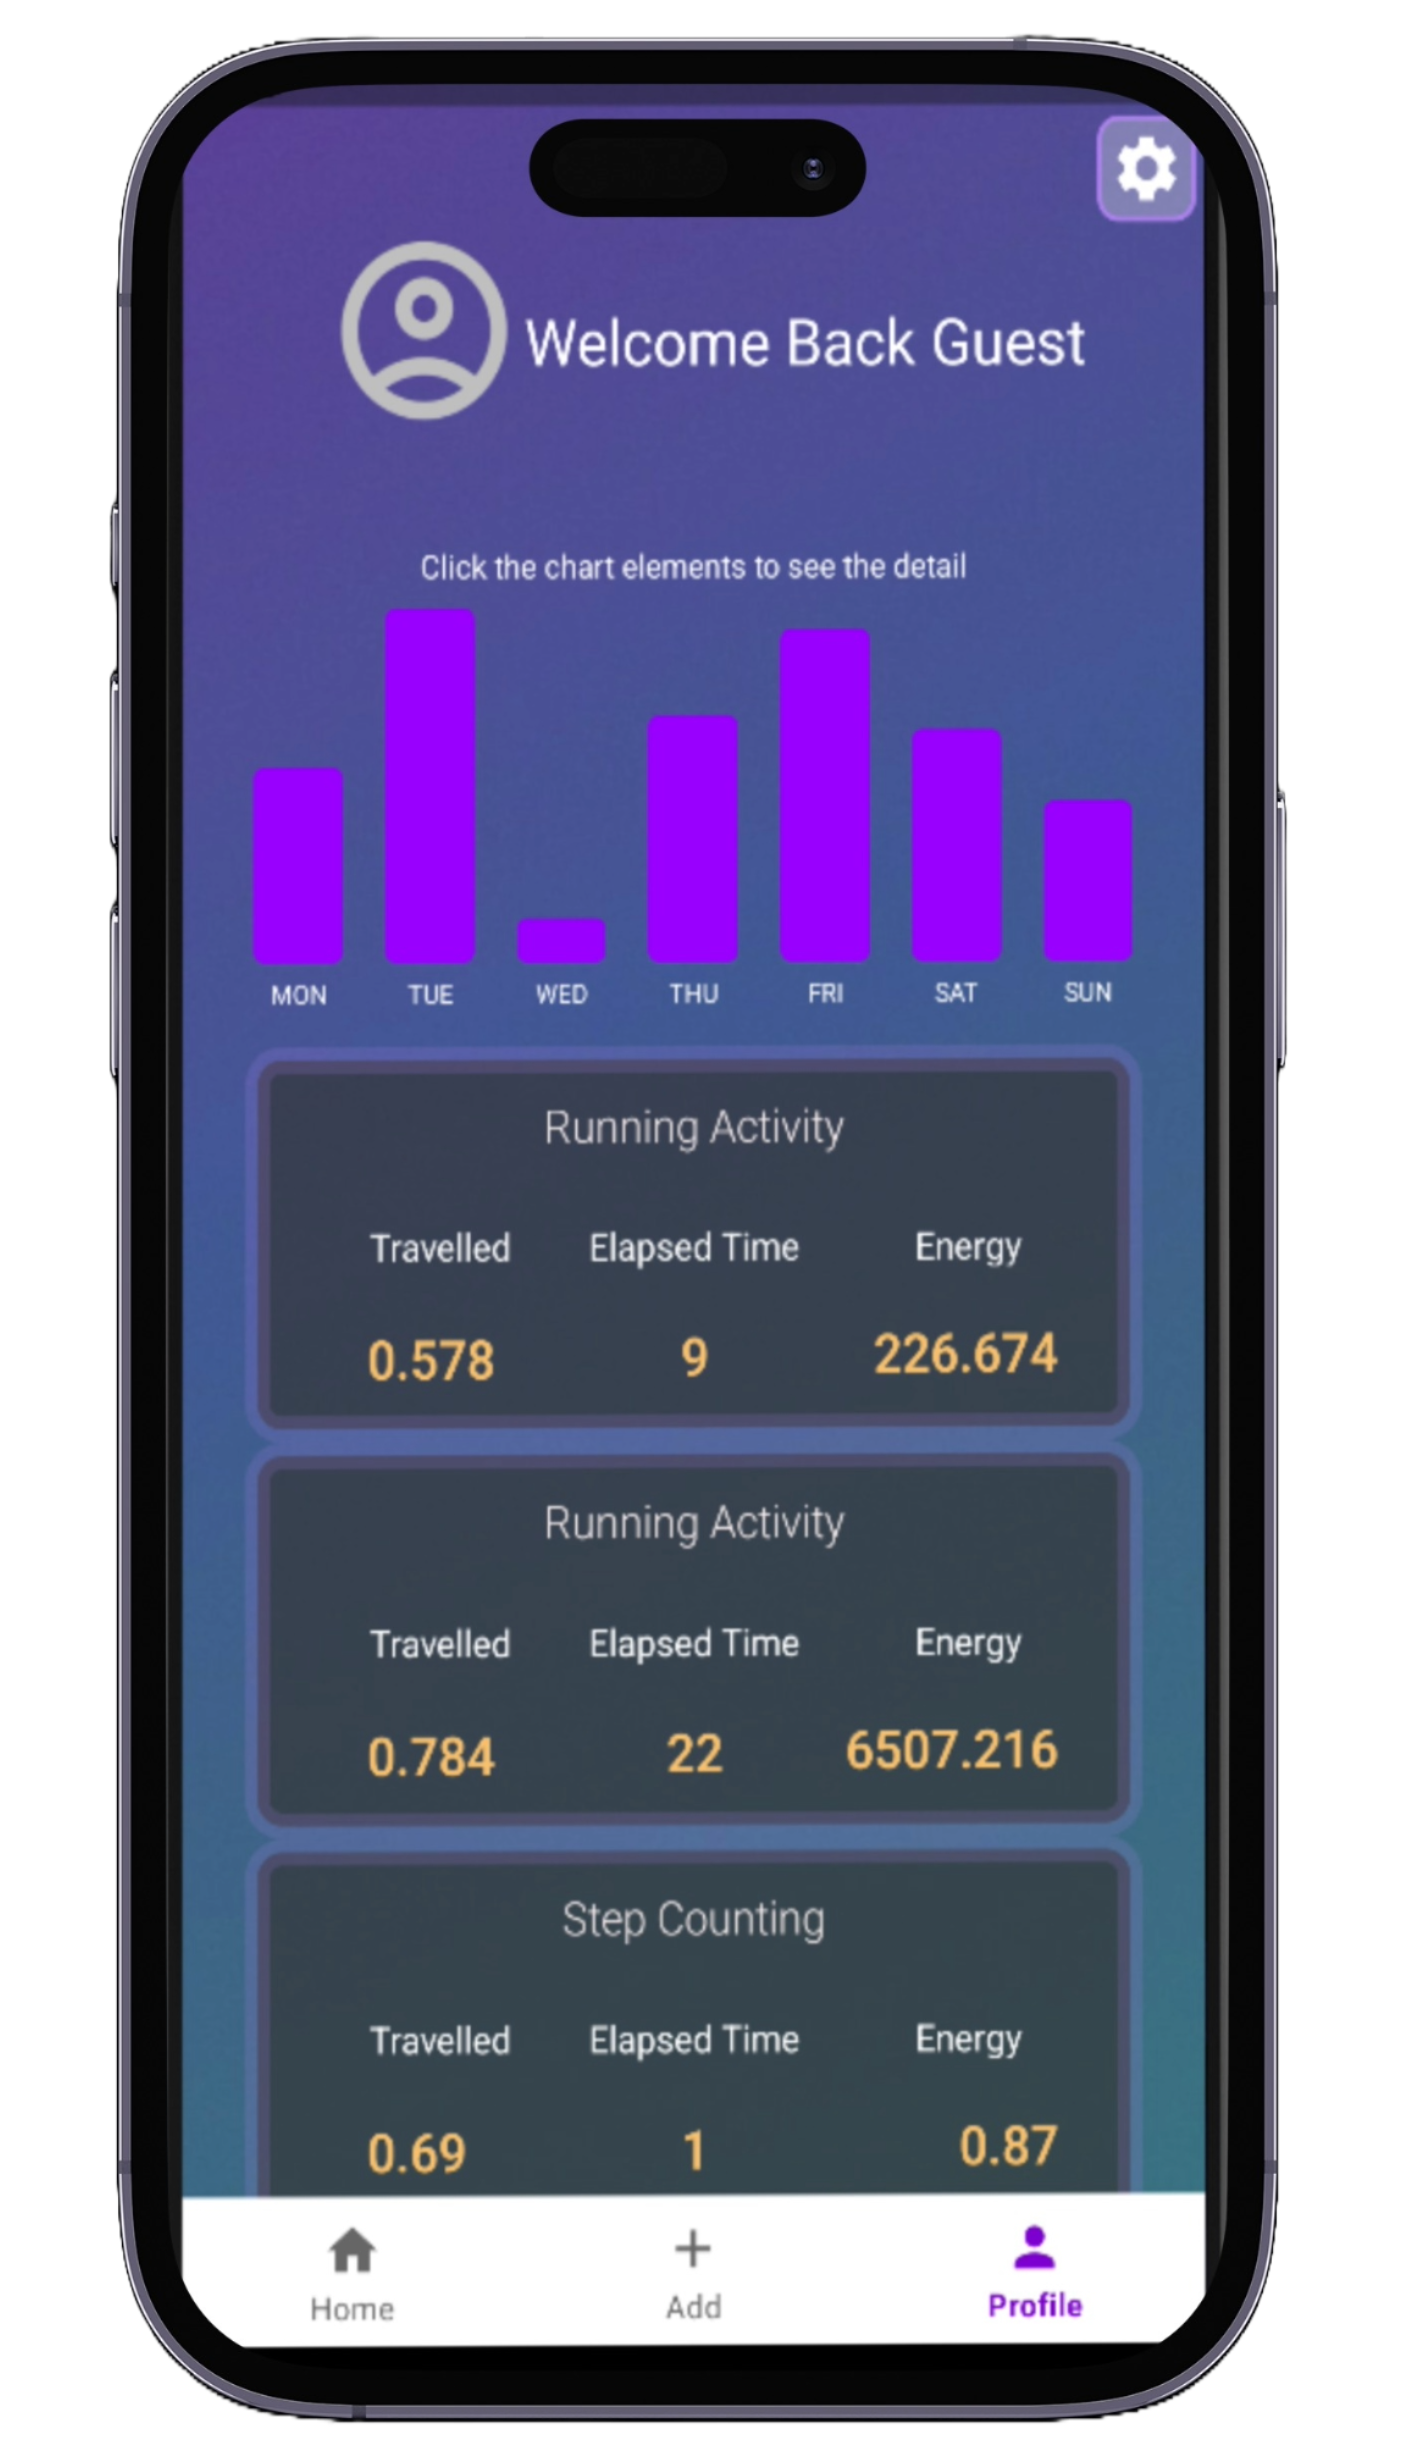 Welcome Back Guest
Click the chart elements to see the detail
MON TUE WED THU FRI SAT SUN
Running Activity
Travelled Elapsed Time Energy
0.578 9 226.674
Running Activity
Travelled Elapsed Time Energy
0.784 22 6507.216
Step Counting
Travelled Elapsed Time Energy
0.69 1 0.87
Home Add Profile